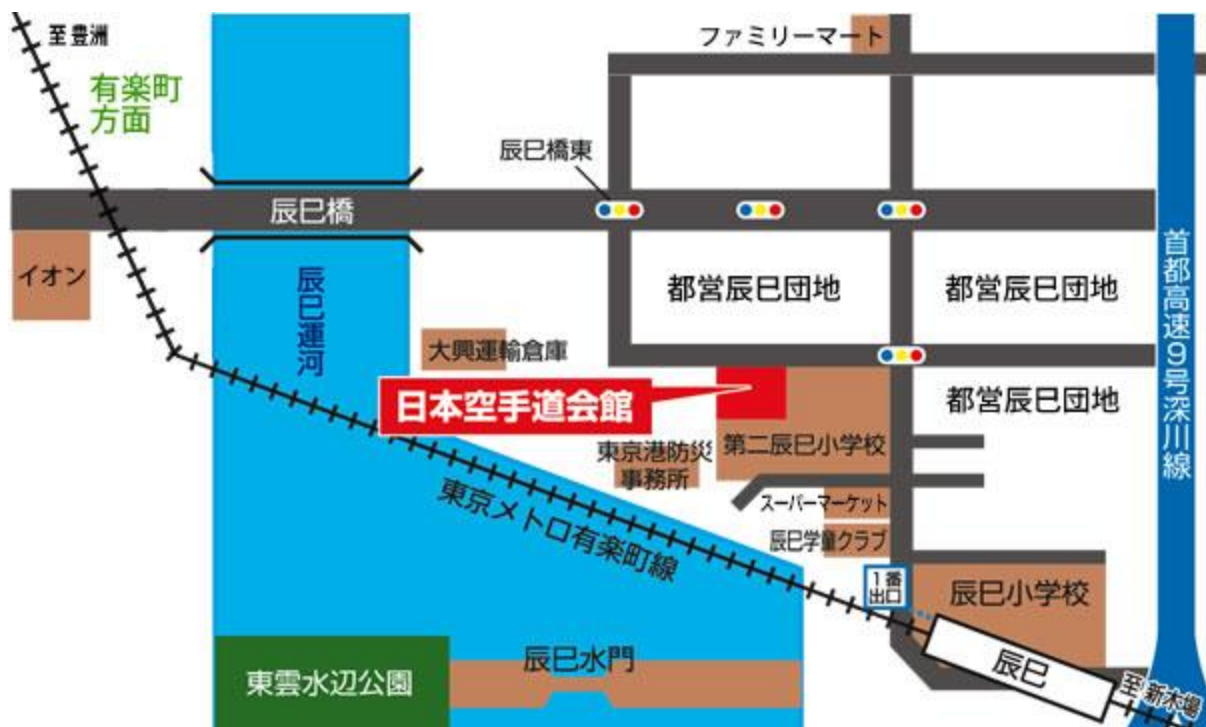 至豊洲
有楽町
方面
ファミリーマート
辰巳橋東
辰巳橋
イオン
辰巳運河
都営辰巳団地
都営辰巳団地
首都高速9号深川線
大興運輸倉庫
日本空手道会館
都営辰巳団地
東京港防災
事務所
第二辰巳小学校
東京メトロ有楽町線
スーパーマーケット
辰巳学童クラブ
1番
出口
辰巳小学校
東雲水辺公園
辰巳水門
辰巳
至新木場